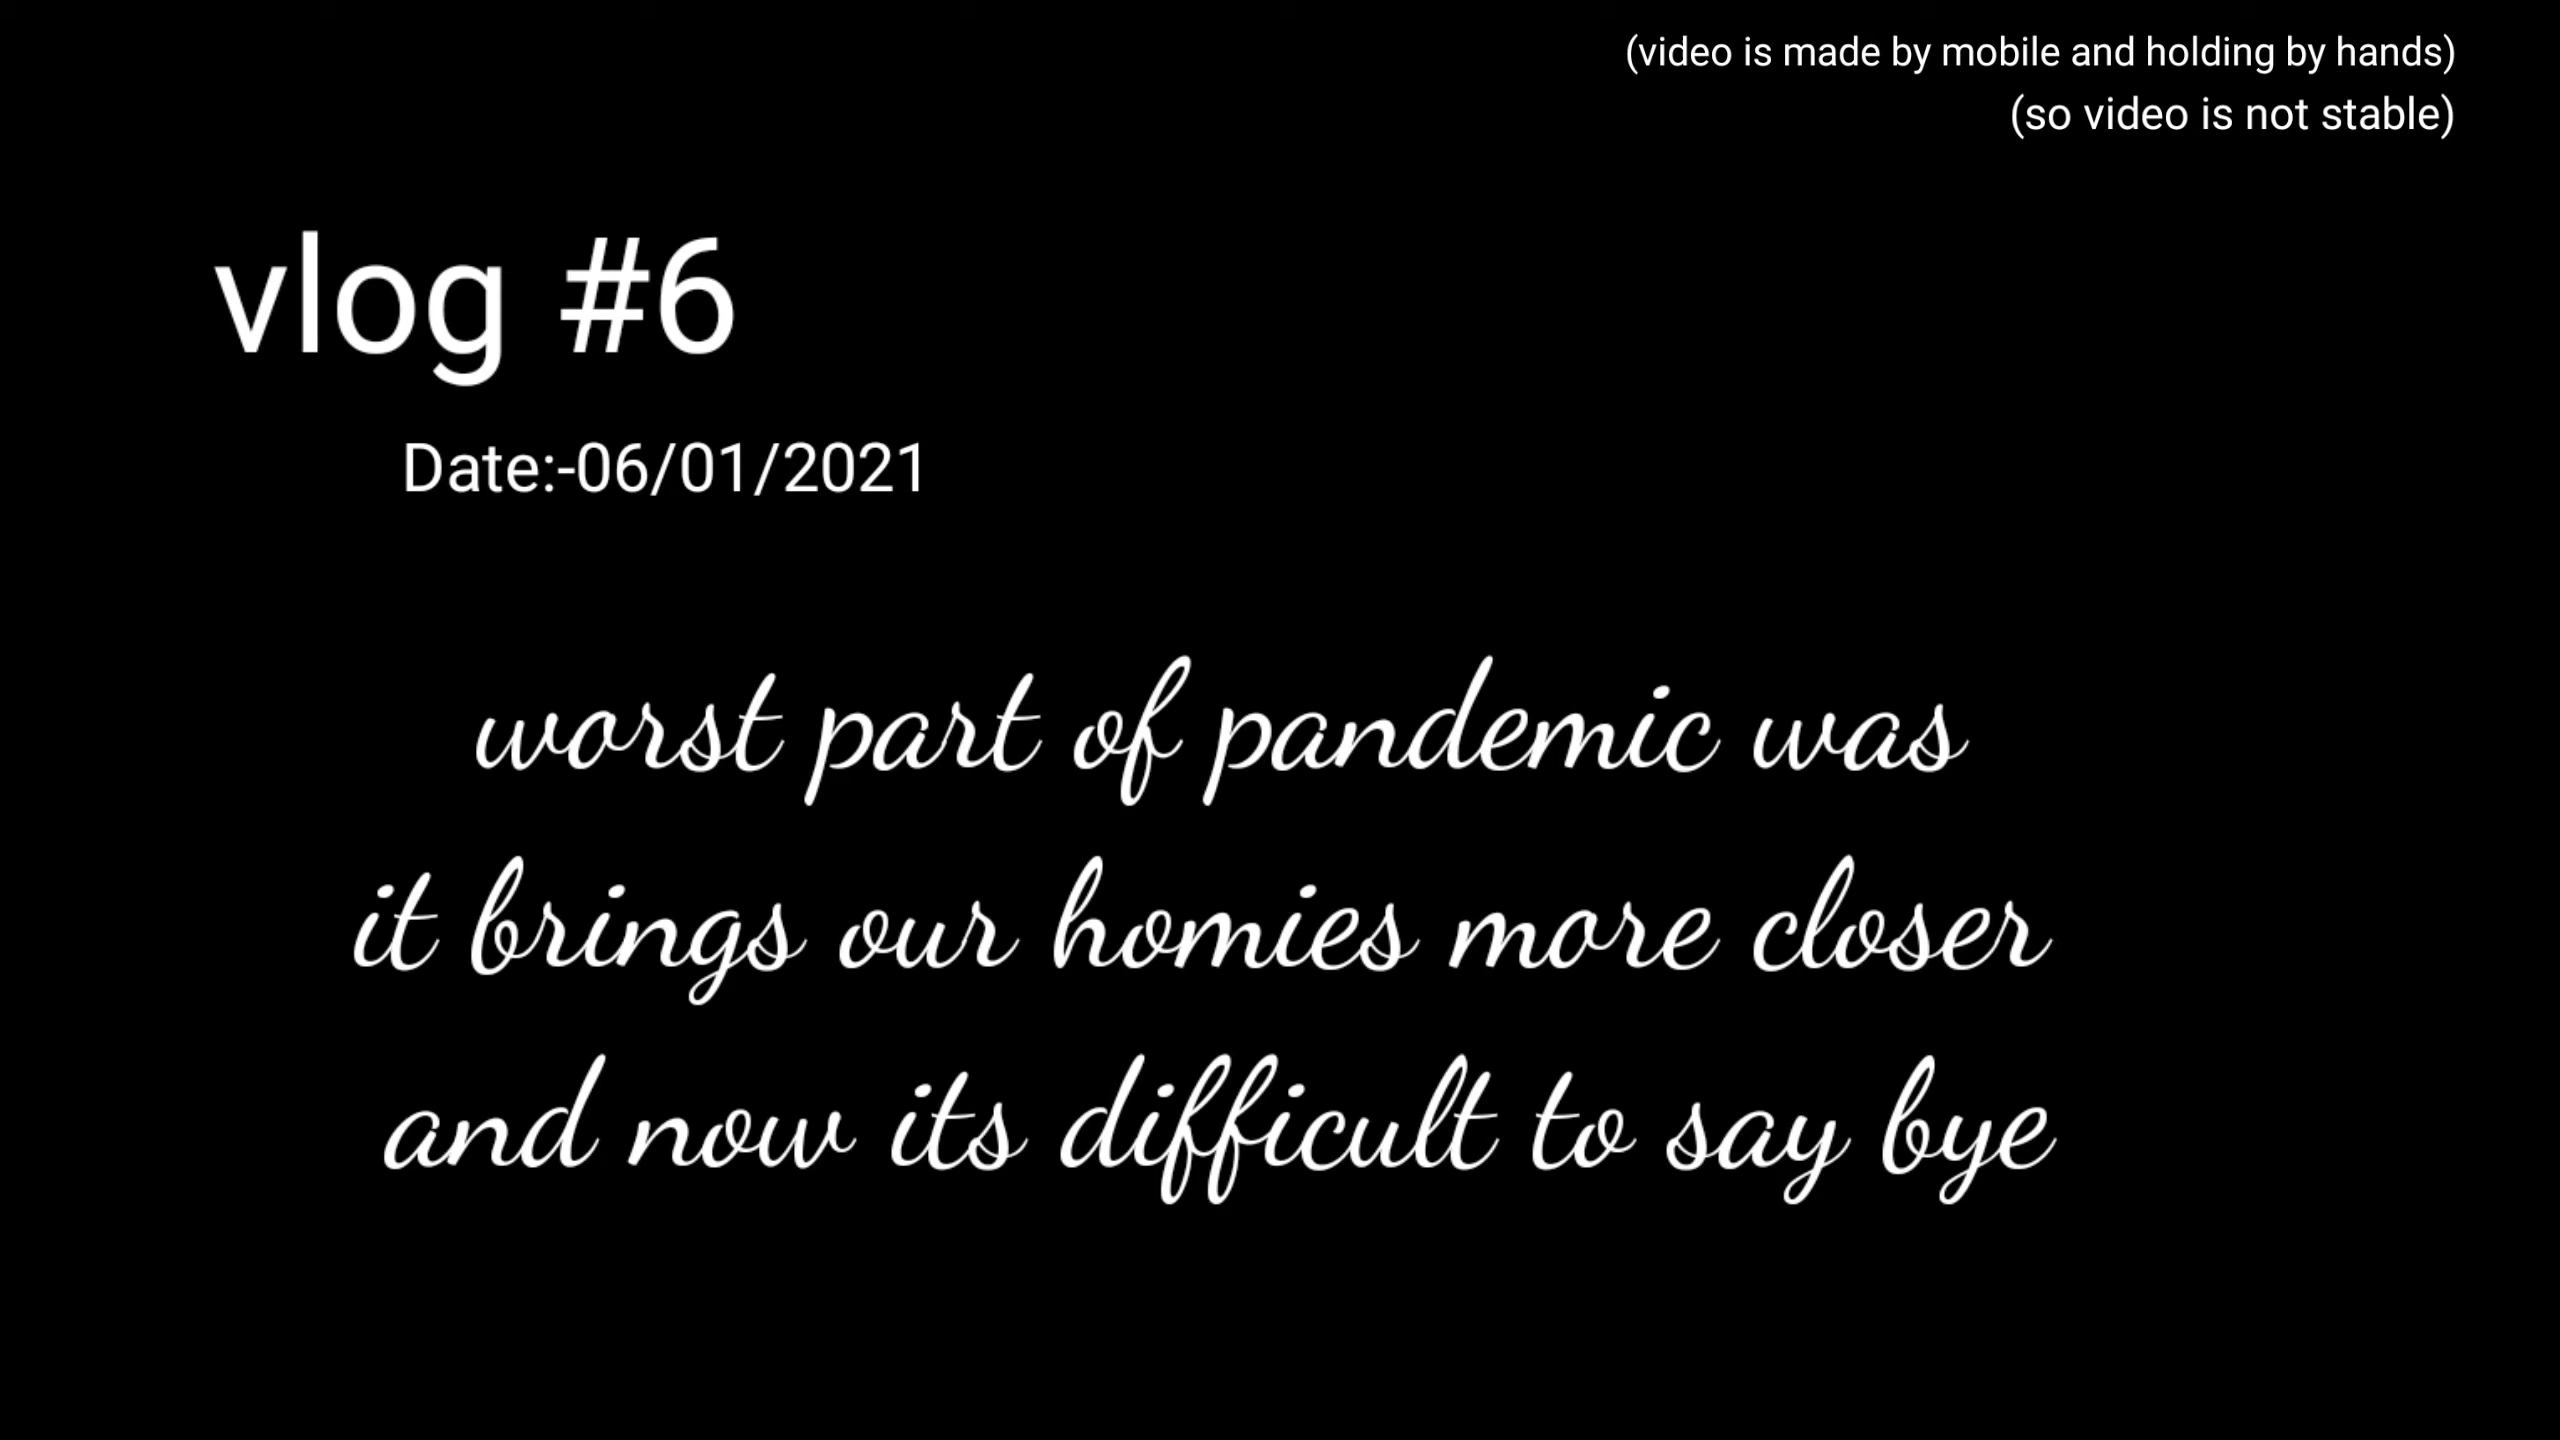 (video is made by mobile and holding by hands)
(so video is not stable)
vlog #6
Date:-06/01/2021
worst part of pandemic was
it brings our homies more closer
and now its difficult to say bye